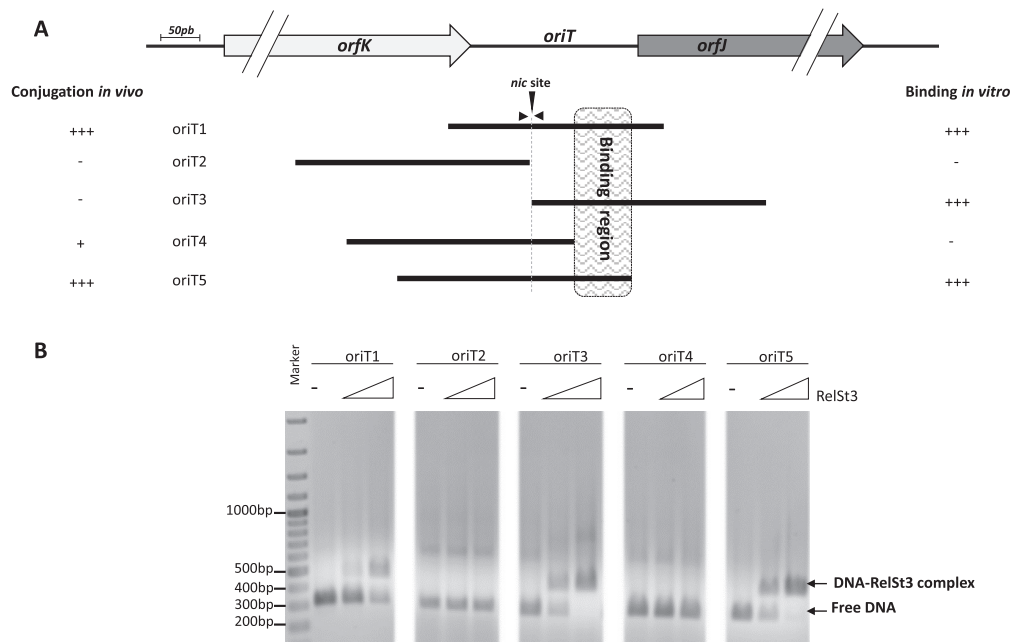 A
50pb
orfK
oriT
orfJ
Conjugation in vivo
nic site
Binding in vitro
+++ oriT1 +++
- oriT2 -
- oriT3 +++
+ oriT4 -
+++ oriT5 +++
Binding region
B
Marker
oriT1 oriT2 oriT3 oriT4 oriT5
- - - - - RelSt3
1000bp
500bp
400bp
300bp
200bp
DNA-RelSt3 complex
Free DNA